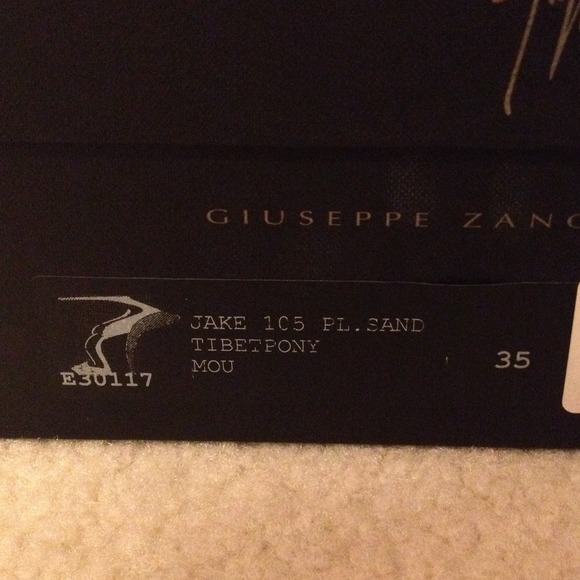 GIUSEPPE ZANO
JAKE 105 PL.SAND
TIBETPONY
MOU
E30117
35